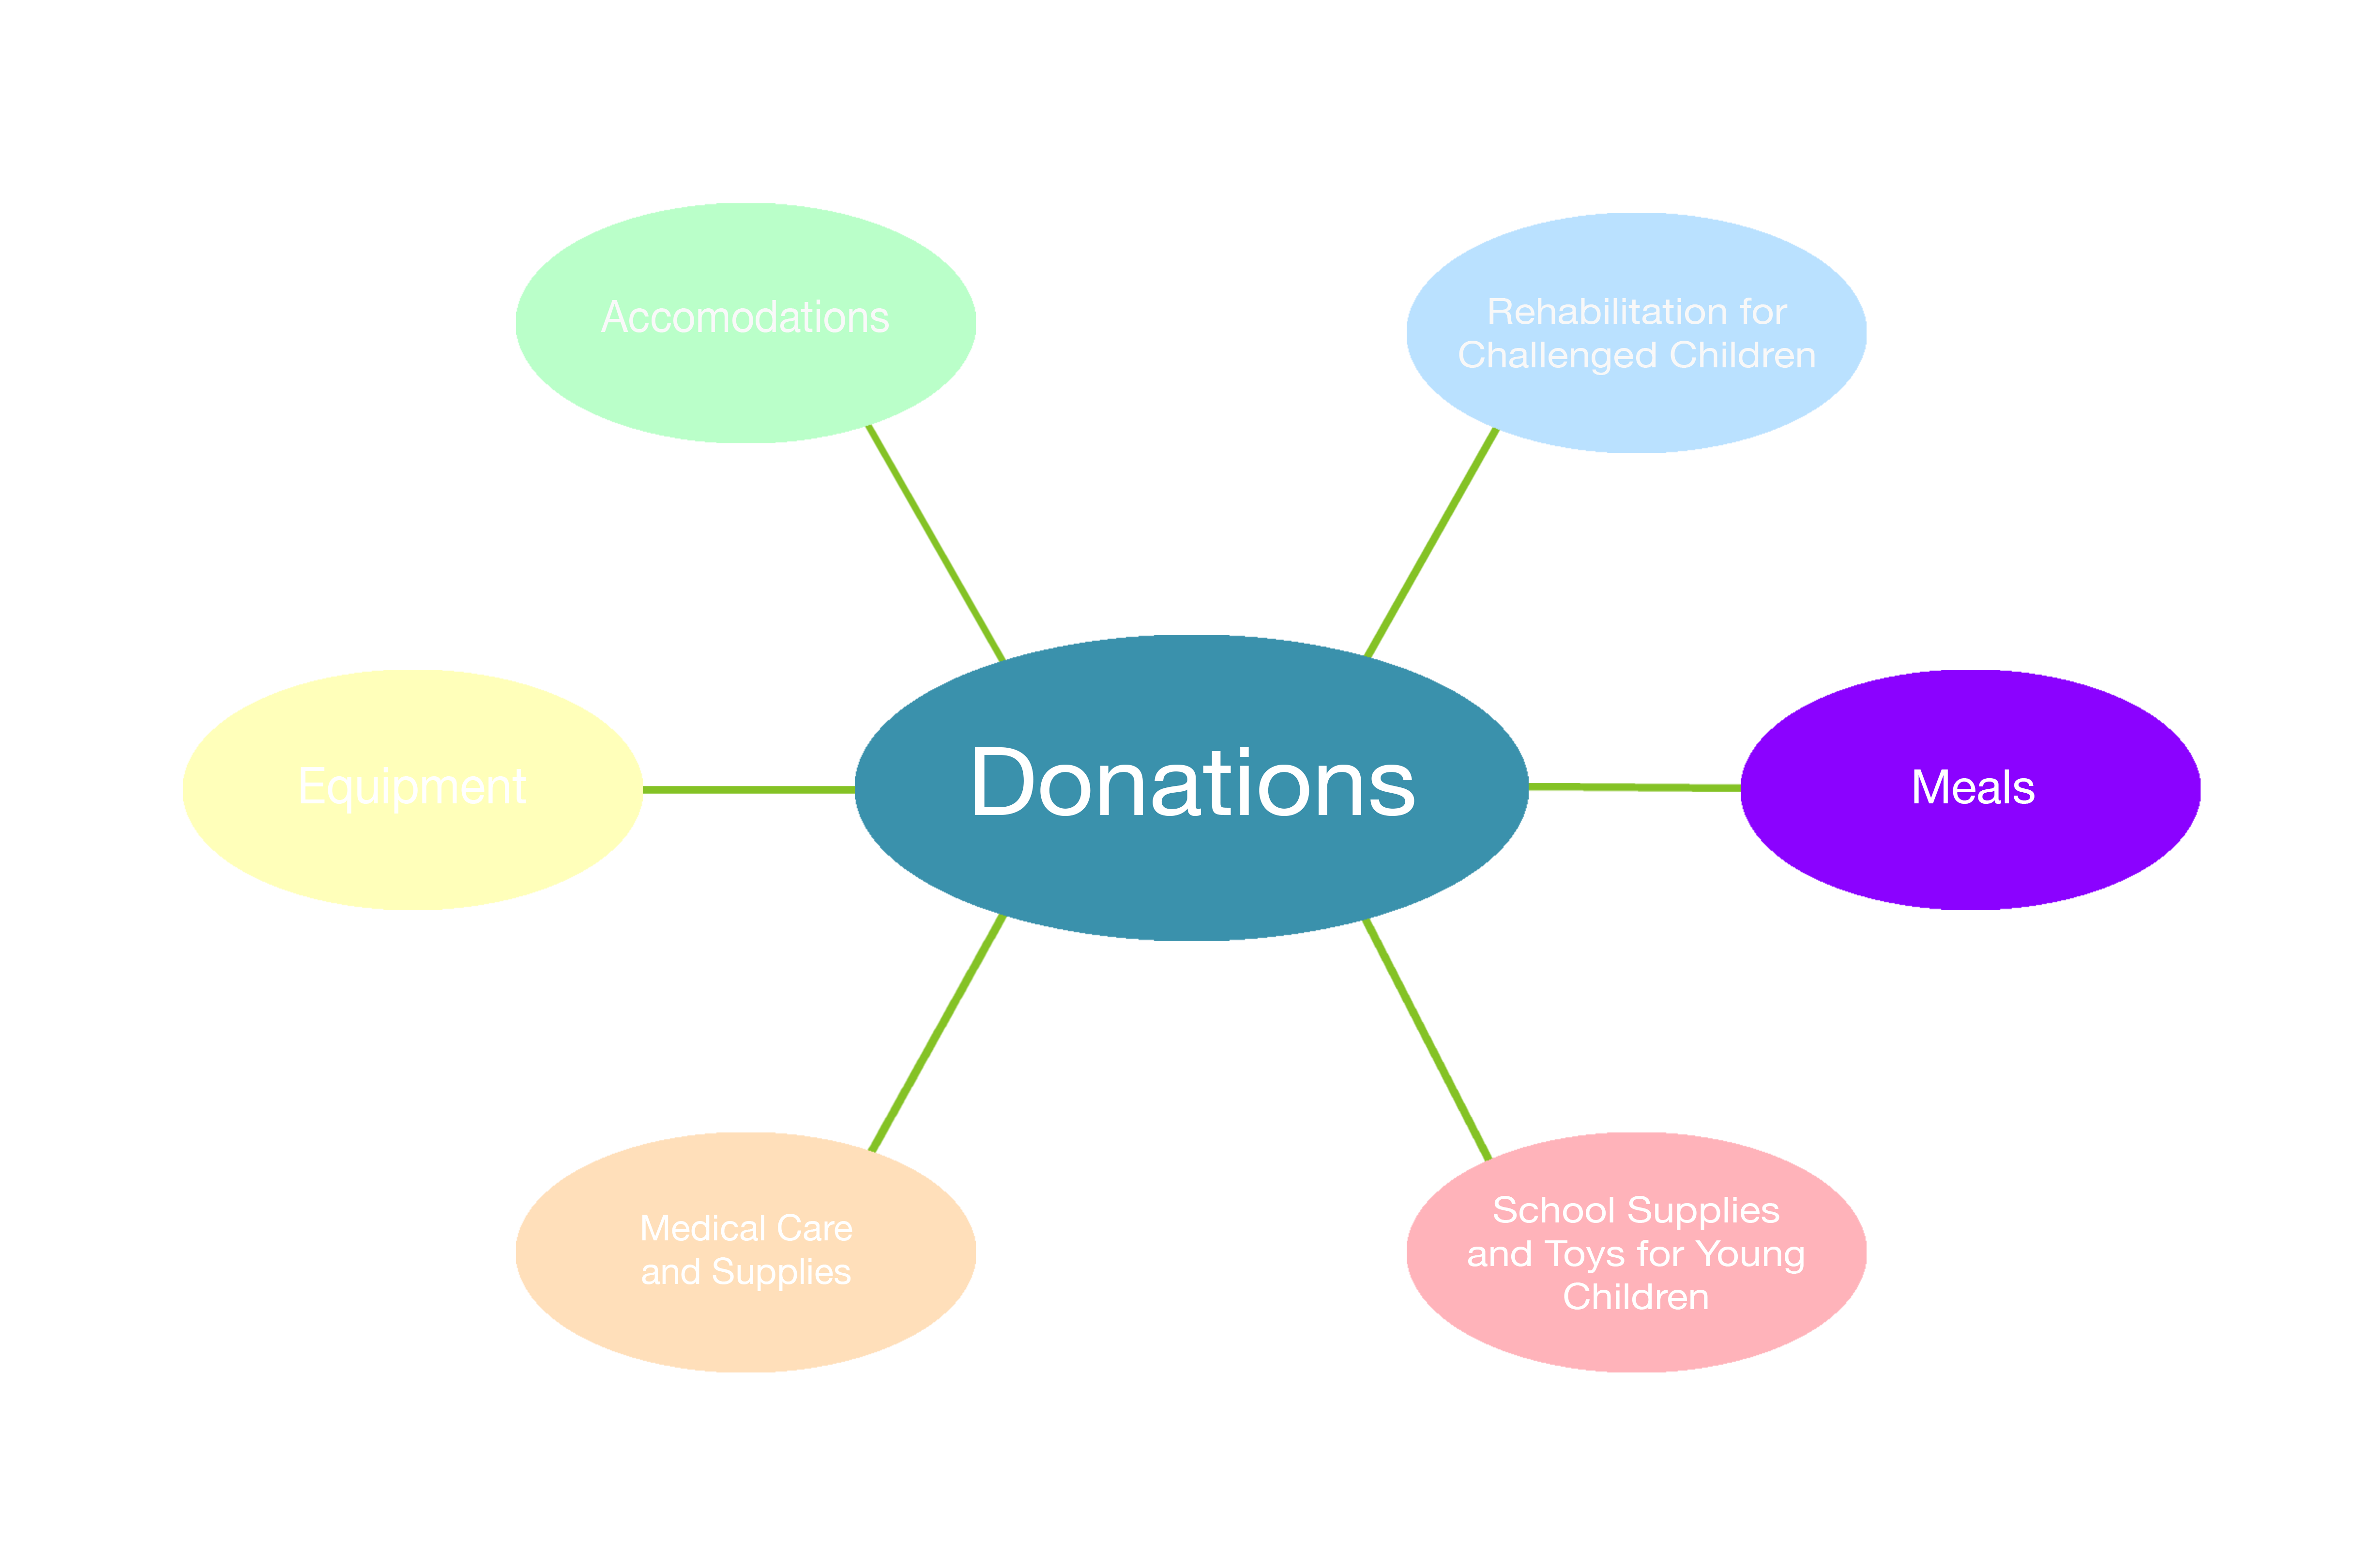 Accomodations
Rehabilitation for
Challenged Children
Equipment
Donations
Meals
Medical Care
and Supplies
School Supplies
and Toys for Young
Children